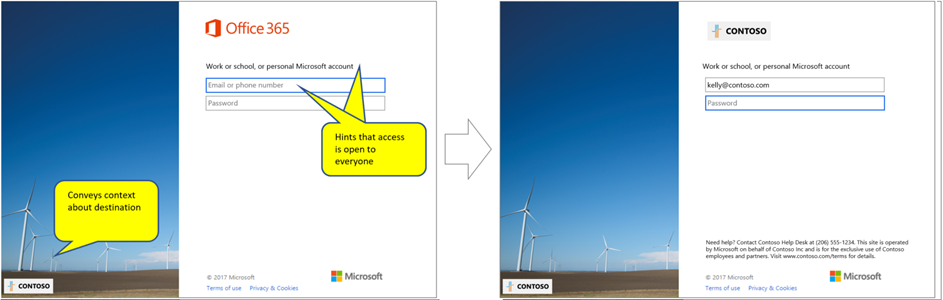 Office 365
Work or school, or personal Microsoft account
Email or phone number
Password
Hints that access
is open to
everyone
Conveys context
about destination
CONTOSO
© 2017 Microsoft
Terms of use Privacy & Cookies
Microsoft
CONTOSO
Work or school, or personal Microsoft account
kelly@contoso.com
Password
Need help? Contact Contoso Help Desk at (206) 555-1234. This site is operated
by Microsoft on behalf of Contoso Inc and is for the exclusive use of Contoso
employees and partners. Visit www.contoso.com/terms for details.
CONTOSO
© 2017 Microsoft
Terms of use Privacy & Cookies
Microsoft